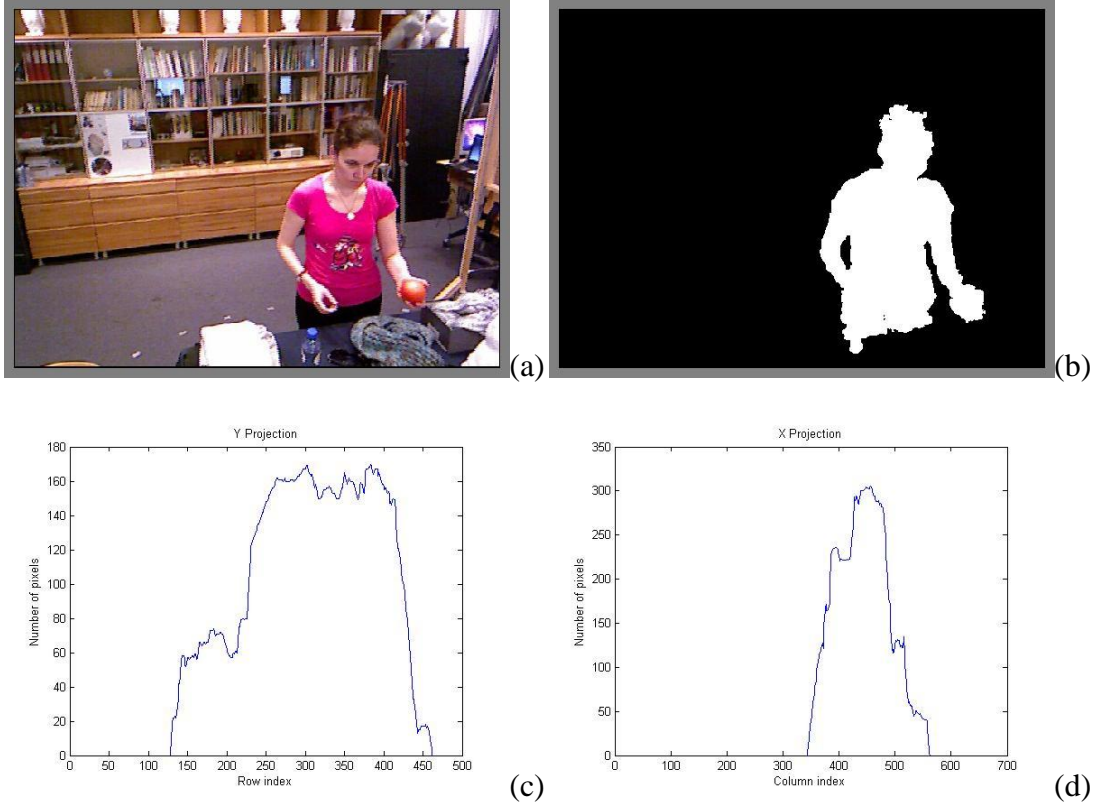 (a)
(b)
Y Projection
180
160
140
120
100
80
60
40
20
0
Number of pixels
0 50 100 150 200 250 300 350 400 450 500
Row index
(c)
X Projection
350
300
250
200
150
100
50
0
Number of pixels
0 100 200 300 400 500 600 700
Column index
(d)